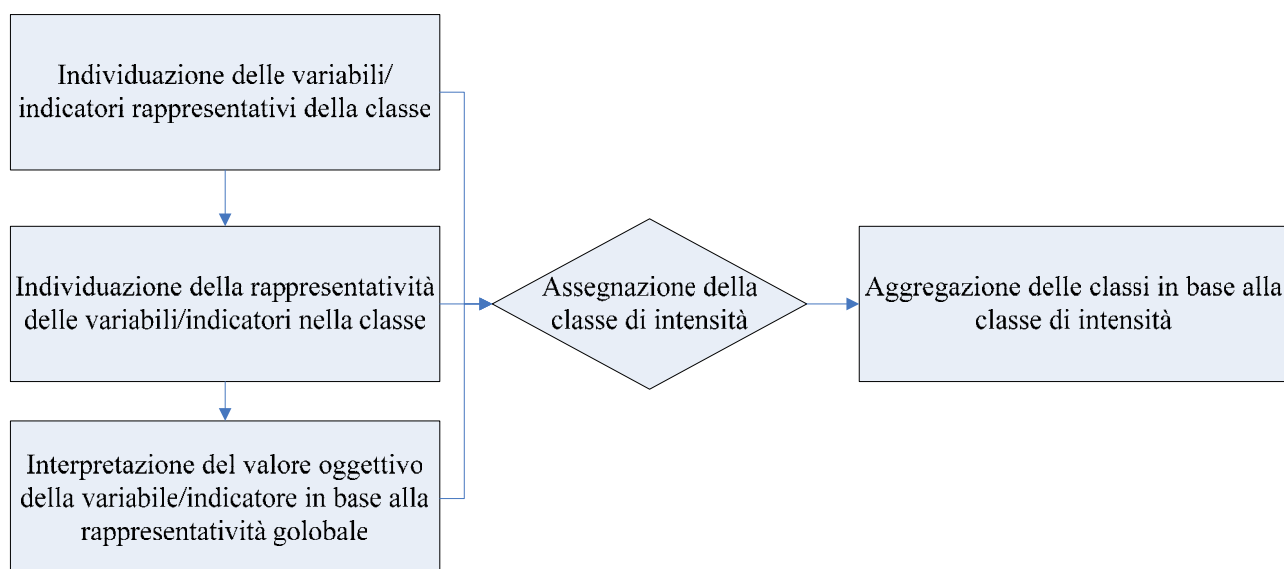 Individuazione delle variabili/
indicatori rappresentativi della classe
Individuazione della rappresentatività
delle variabili/indicatori nella classe
Interpretazione del valore oggettivo
della variabile/indicatore in base alla
rappresentatività golobale
Assegnazione della
classe di intensità
Aggregazione delle classi in base alla
classe di intensità